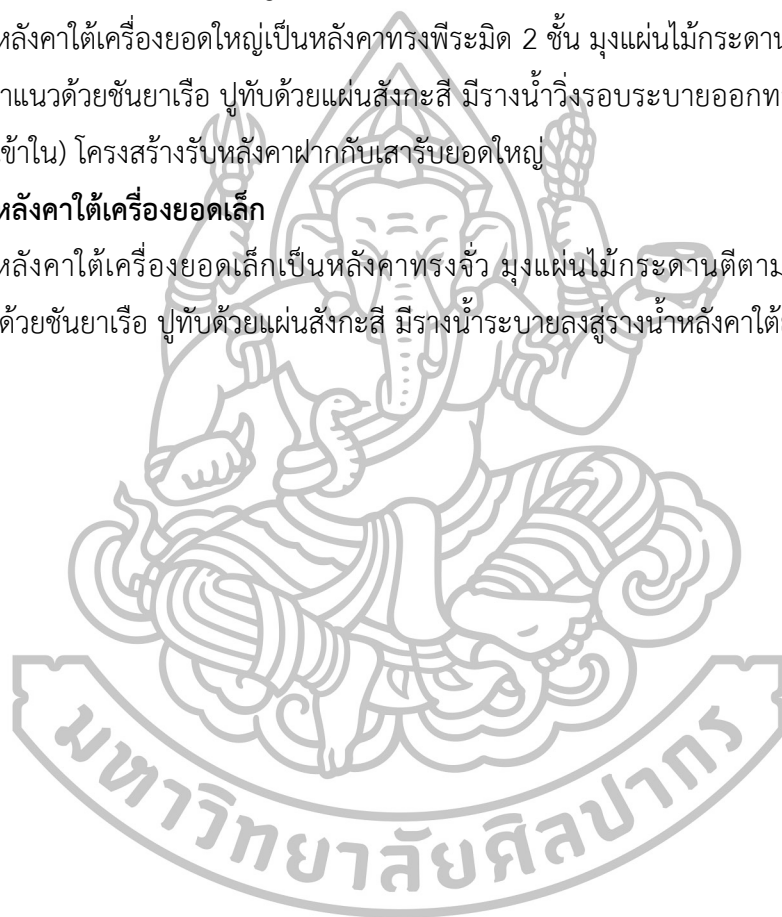 หลังคาใต้เครื่องยอดใหญ่เป็นหลังคาทรงพีระมิด 2 ชั้น มุงแผ่นไม้กระดาน
าแนวด้วยชันยาเรือ ปูทับด้วยแผ่นสังกะสี มีรางน้ำวิ่งรอบระบายออกท
ข้าใน) โครงสร้างรับหลังคาฝากกับเสารับยอดใหญ่
หลังคาใต้เครื่องยอดเล็ก
หลังคาใต้เครื่องยอดเล็กเป็นหลังคาทรงจั่ว มุงแผ่นไม้กระดานตีตาม
ด้วยชันยาเรือ ปูทับด้วยแผ่นสังกะสี มีรางน้ำระบายลงสู่รางน้ำหลังคาใต้
มหาวิทยาลัยศิลปากร